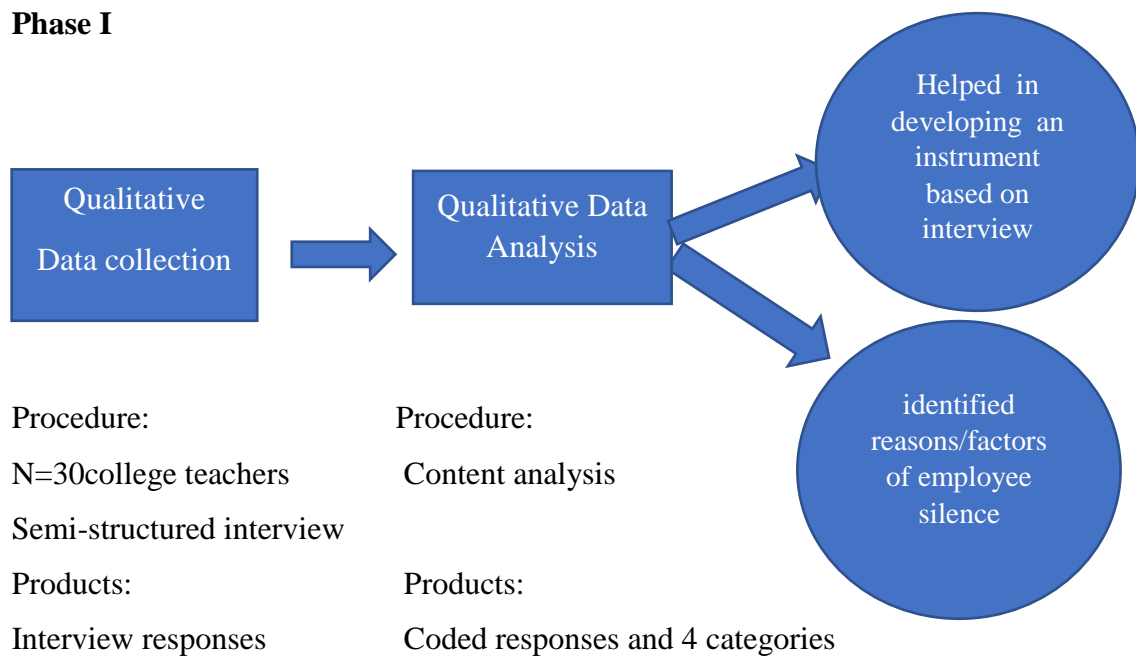 Phase I
Qualitative
Data collection
Qualitative Data
Analysis
Helped in
developing an
instrument
based on
interview
identified
reasons/factors
of employee
silence
Procedure:
N=30college teachers
Semi-structured interview
Products:
Interview responses
Procedure:
Content analysis
Products:
Coded responses and 4 categories